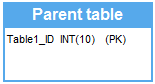 Parent table
Table1_ID INT(10) (PK)